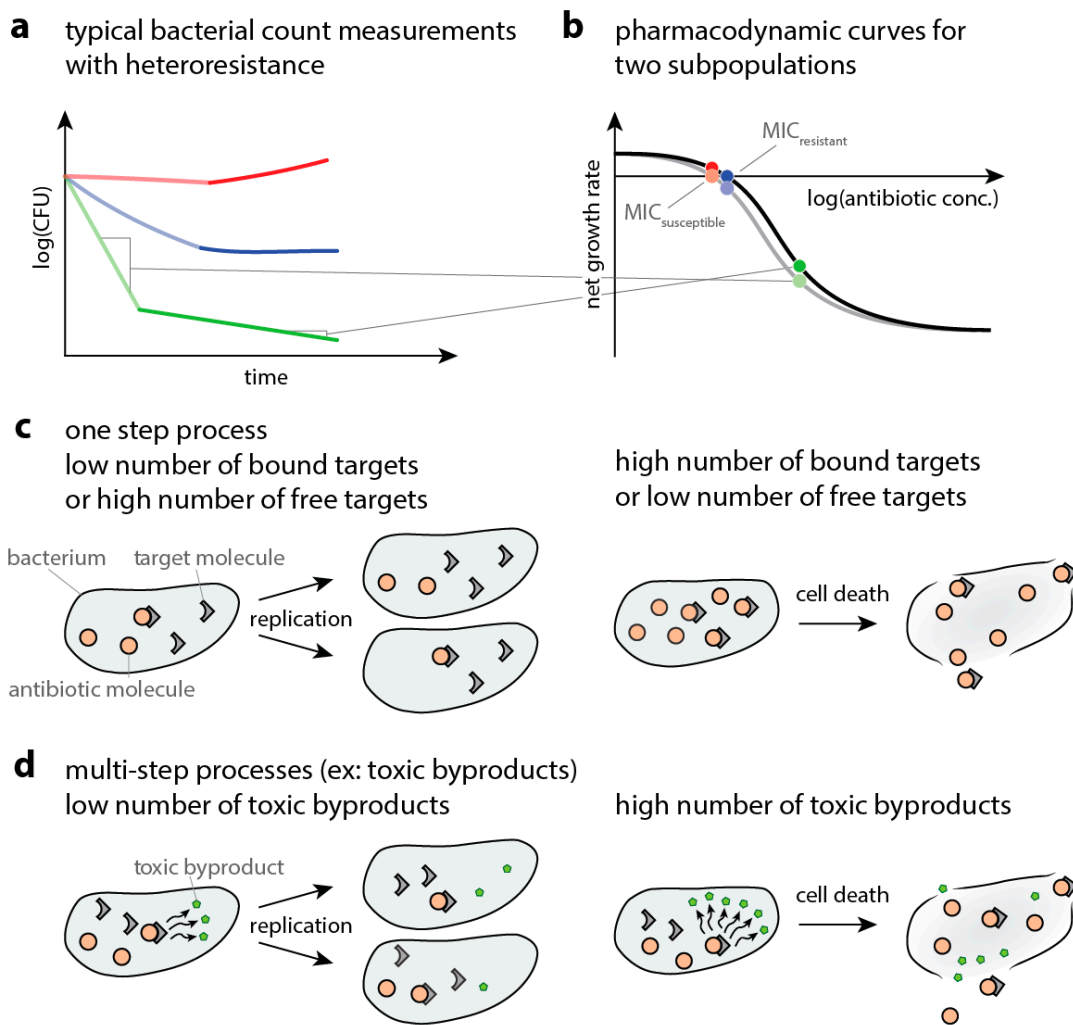 a
typical bacterial count measurements
with heteroresistance
log(CFU)
time
b
pharmacodynamic curves for
two subpopulations
MICresistant
log(antibiotic conc.)
MICsusceptible
net growth rate
c
one step process
low number of bound targets
or high number of free targets
high number of bound targets
or low number of free targets
bacterium
target molecule
replication
antibiotic molecule
cell death
d
multi-step processes (ex: toxic byproducts)
low number of toxic byproducts
high number of toxic byproducts
toxic byproduct
replication
cell death